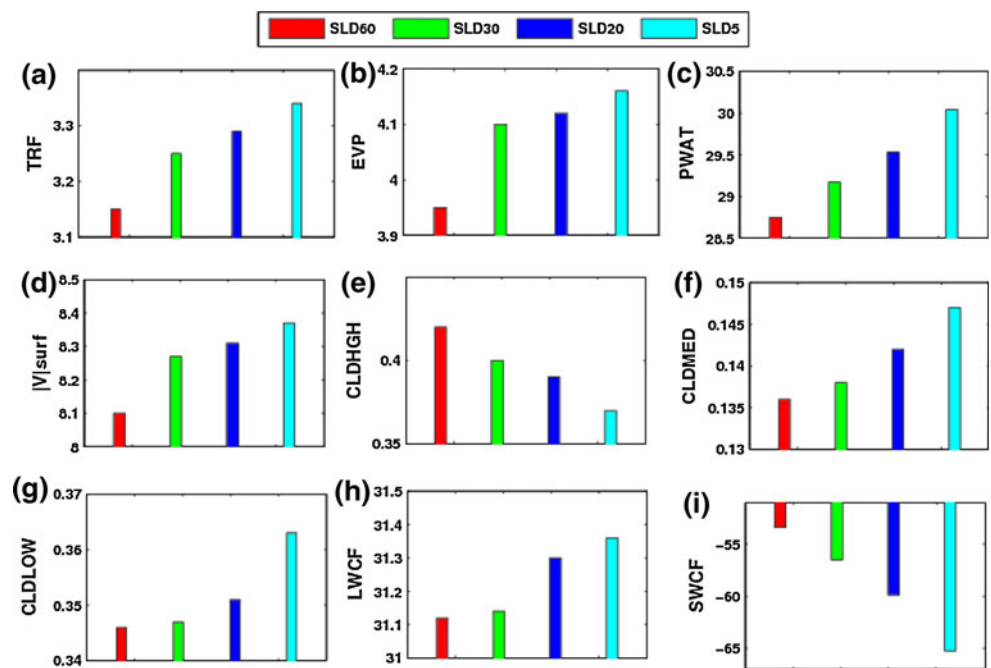 SLD60 SLD30 SLD20 SLD5
(a)
TRF
3.3
3.2
3.1
(b)
EVP
4.2
4.1
4
3.9
(c)
PWAT
30.5
30
29.5
29
28.5
(d)
|V|surf
8.5
8.4
8.3
8.2
8.1
8
(e)
CLDHGH
0.4
0.35
(f)
CLDMED
0.15
0.145
0.14
0.135
0.13
(g)
CLDLOW
0.37
0.36
0.35
0.34
(h)
LWCF
31.5
31.4
31.3
31.2
31.1
31
(i)
SWCF
−55
−60
−65